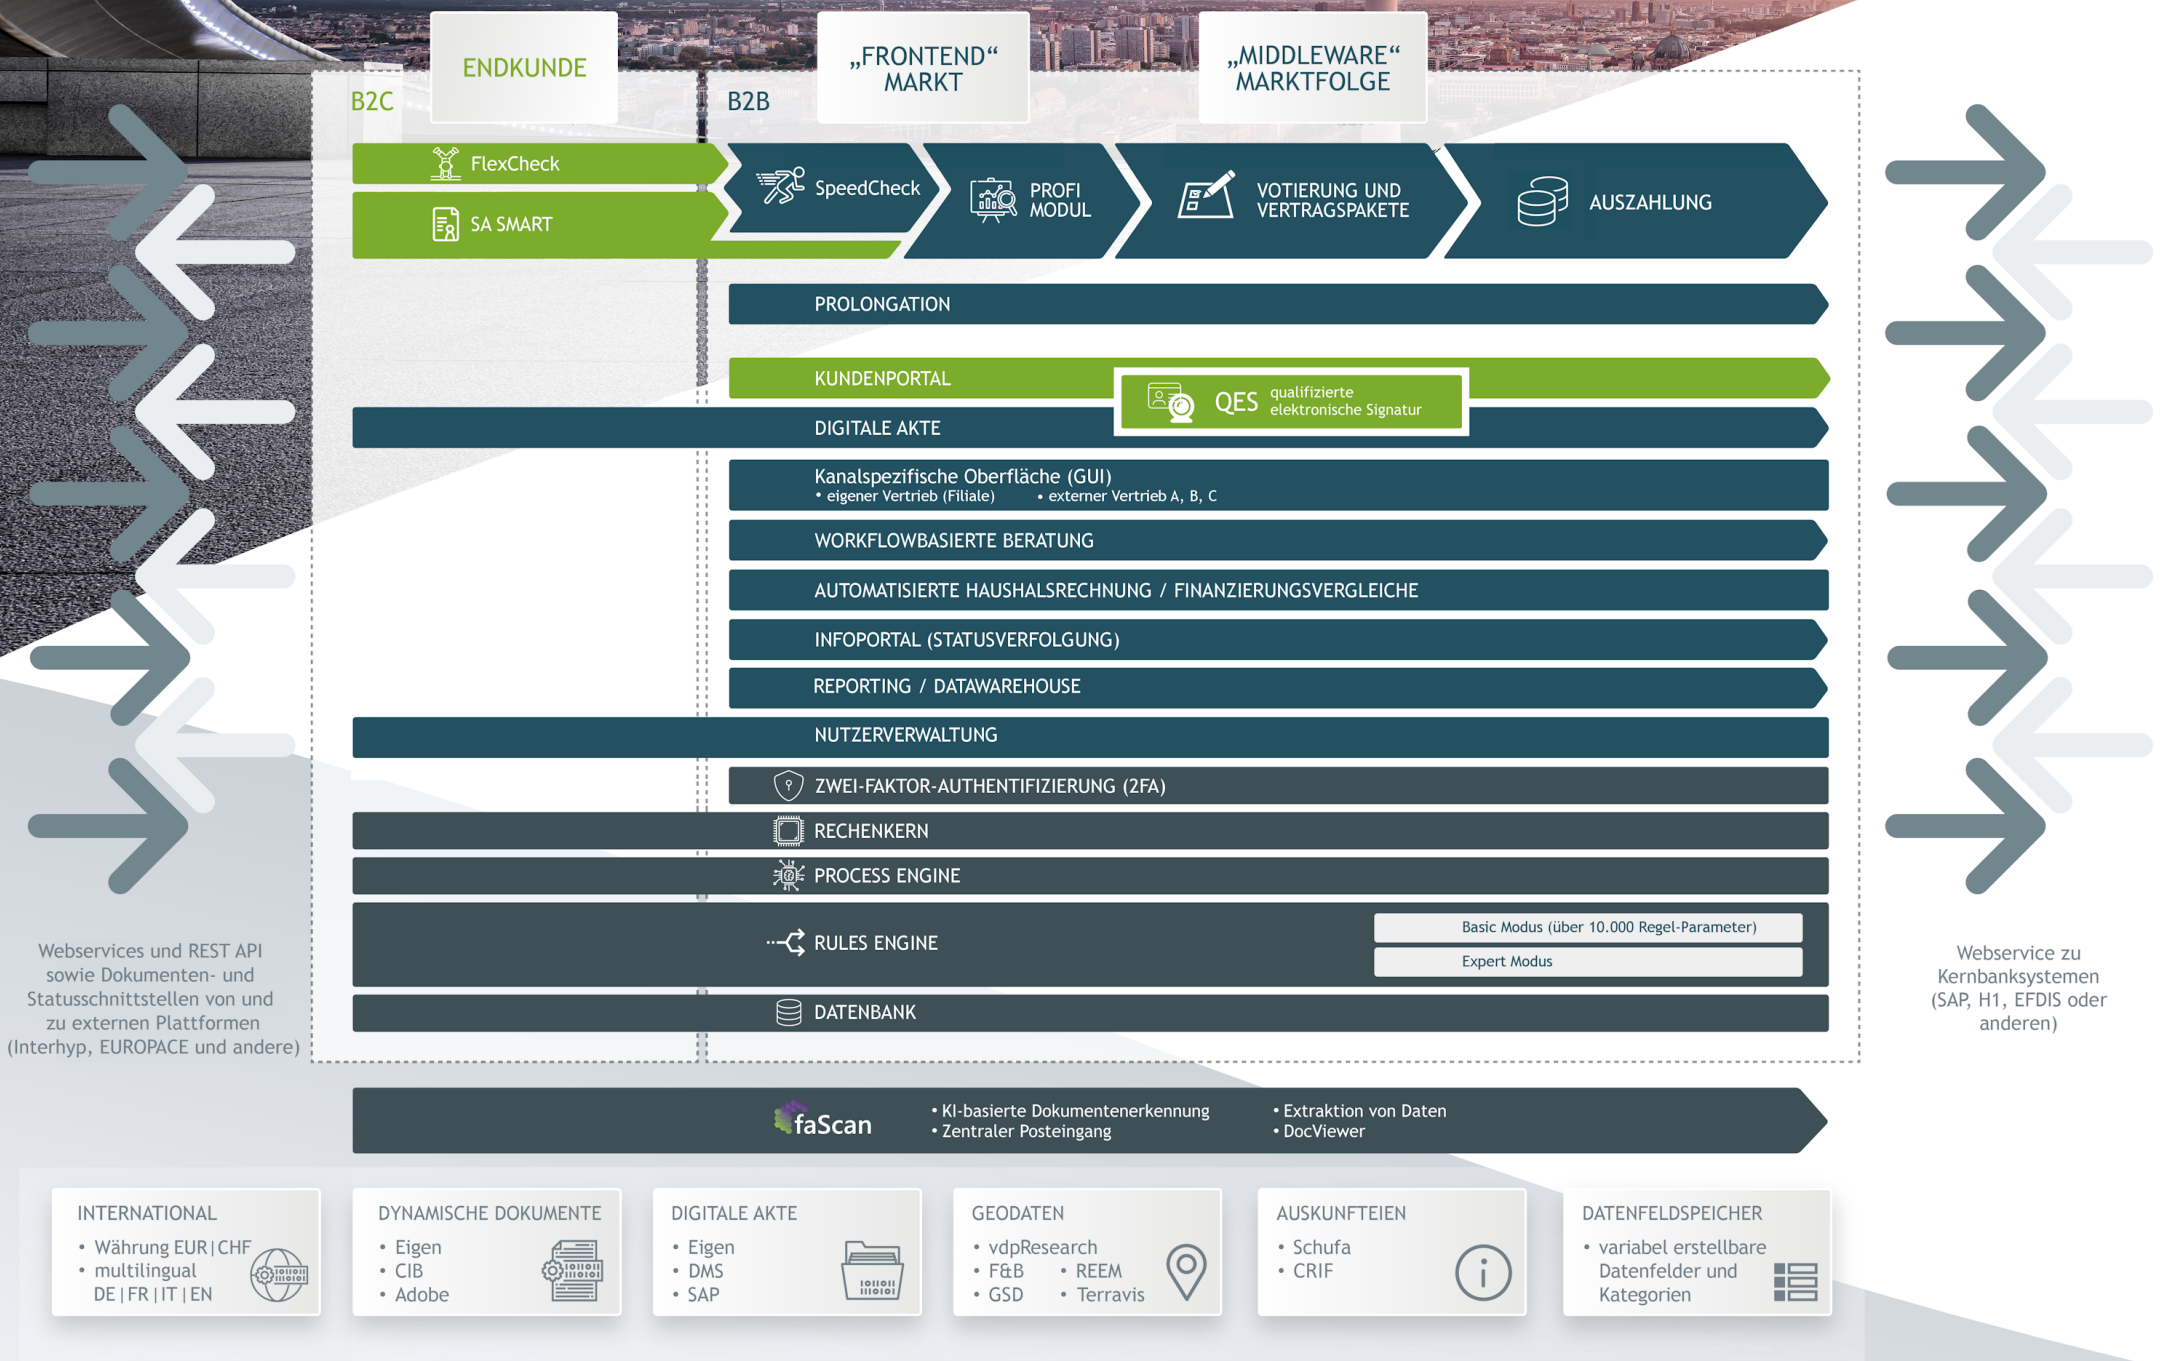 ENDKUNDE
„FRONTEND“
MARKT
„MIDDLEWARE“
MARKTFOLGE
B2C
B2B
FlexCheck
SA SMART
SpeedCheck
PROFI
MODUL
VOTIERUNG UND
VERTRAGSPAKETE
AUSZAHLUNG
PROLONGATION
KUNDENPORTAL
QES
qualifizierte
elektronische Signatur
DIGITALE AKTE
Kanalspezifische Oberfläche (GUI)
• eigener Vertrieb (Filiale) • externer Vertrieb A, B, C
WORKFLOWBASIERTE BERATUNG
AUTOMATISIERTE HAUSHALSRECHNUNG / FINANZIERUNGSVERGLEICHE
INFOPORTAL (STATUSVERFOLGUNG)
REPORTING / DATAWAREHOUSE
NUTZERVERWALTUNG
ZWEI-FAKTOR-AUTHENTIFIZIERUNG (2FA)
RECHENKERN
PROCESS ENGINE
RULES ENGINE
Basic Modus (über 10.000 Regel-Parameter)
Expert Modus
DATENBANK
Webservices und REST API
sowie Dokumenten- und
Statusschnittstellen von und
zu externen Plattformen
(Interhyp, EUROPACE und andere)
Webservice zu
Kernbanksystemen
(SAP, H1, EFDIS oder
anderen)
faScan
• KI-basierte Dokumentenerkennung
• Zentraler Posteingang
• Extraktion von Daten
• DocViewer
INTERNATIONAL
• Währung EUR|CHF
• multilingual
DE|FR|IT|EN
DYNAMISCHE DOKUMENTE
• Eigen
• CIB
• Adobe
DIGITALE AKTE
• Eigen
• DMS
• SAP
GEODATEN
• vdpResearch
• F&B • REEM
• GSD • Terravis
AUSKUNFTEIEN
• Schufa
• CRIF
DATENFELDSPEICHER
• variabel erstellbare
Datenfelder und
Kategorien